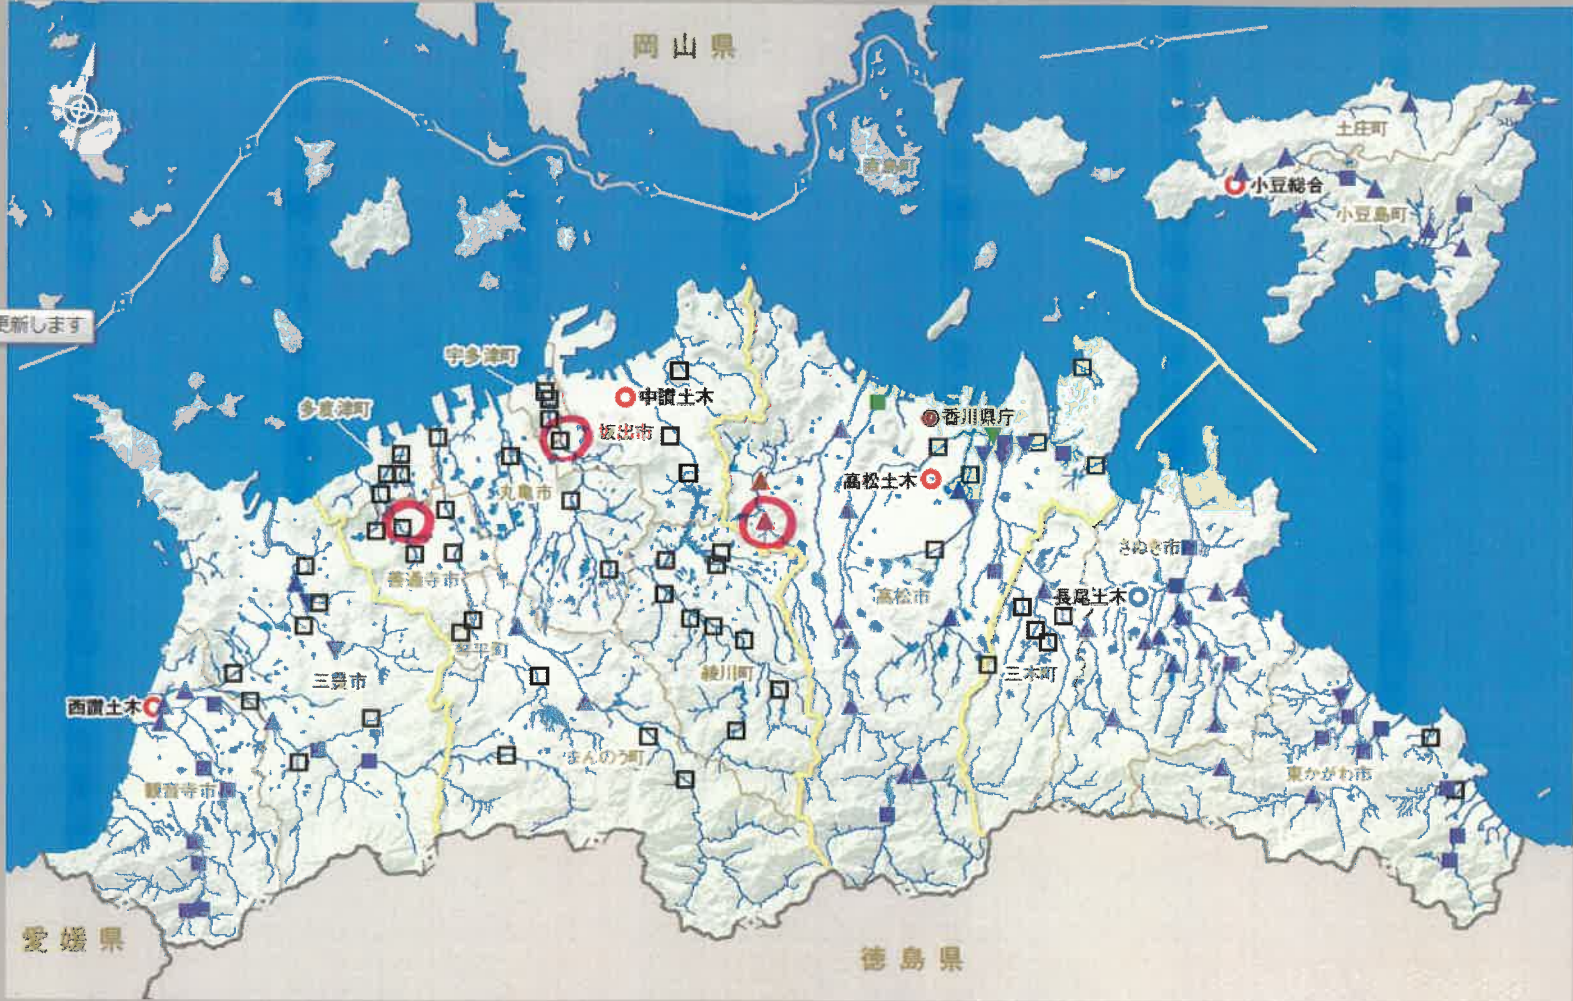 岡山県
土庄町
直島町
小豆総合
小豆島町
更新します
宇多津町
中讃土木
多度津町
香川県庁
坂出市
高松土木
丸亀市
さぬき市
善通寺市
高松市
長尾土木
琴平町
綾川町
三木町
三豊市
西讃土木
まんのう町
東かがわ市
観音寺市
愛媛県
徳島県